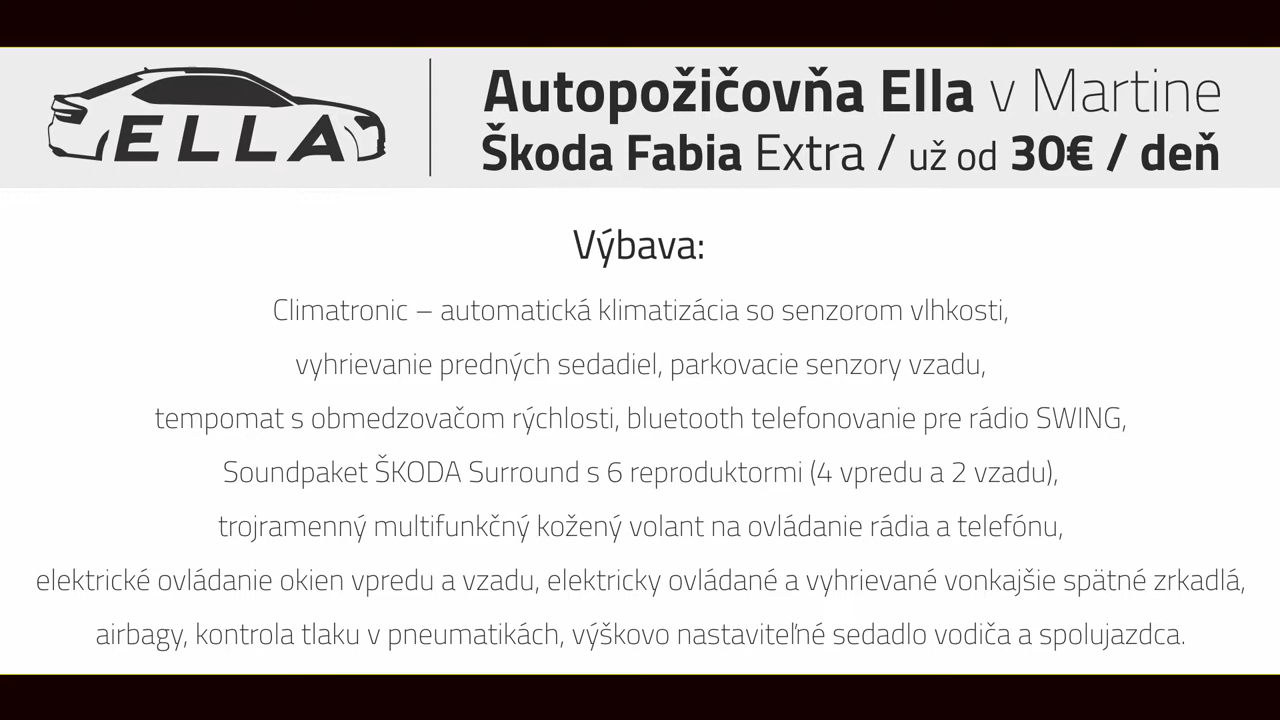 ELLA
Autopožičovňa Ella v Martine
Škoda Fabia Extra / už od 30€ / deň
Výbava:
Climatronic – automatická klimatizácia so senzorom vlhkosti,
vyhrievanie predných sedadiel, parkovacie senzory vzadu,
tempomat s obmedzovačom rýchlosti, bluetooth telefonovanie pre rádio SWING,
Soundpaket ŠKODA Surround s 6 reproduktormi (4 vpredu a 2 vzadu),
trojramenný multifunkčný kožený volant na ovládanie rádia a telefónu,
elektrické ovládanie okien vpredu a vzadu, elektricky ovládané a vyhrievané vonkajšie spätné zrkadlá,
airbagy, kontrola tlaku v pneumatikách, výškovo nastaviteľné sedadlo vodiča a spolujazdca.